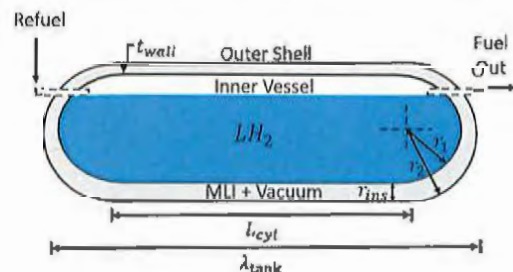 Refuel
t_wall
Outer Shell
Fuel
Out
Inner Vessel
LH₂
r₁
r₂
MLI + Vacuum
r_ins
l_cyl
λ_tank